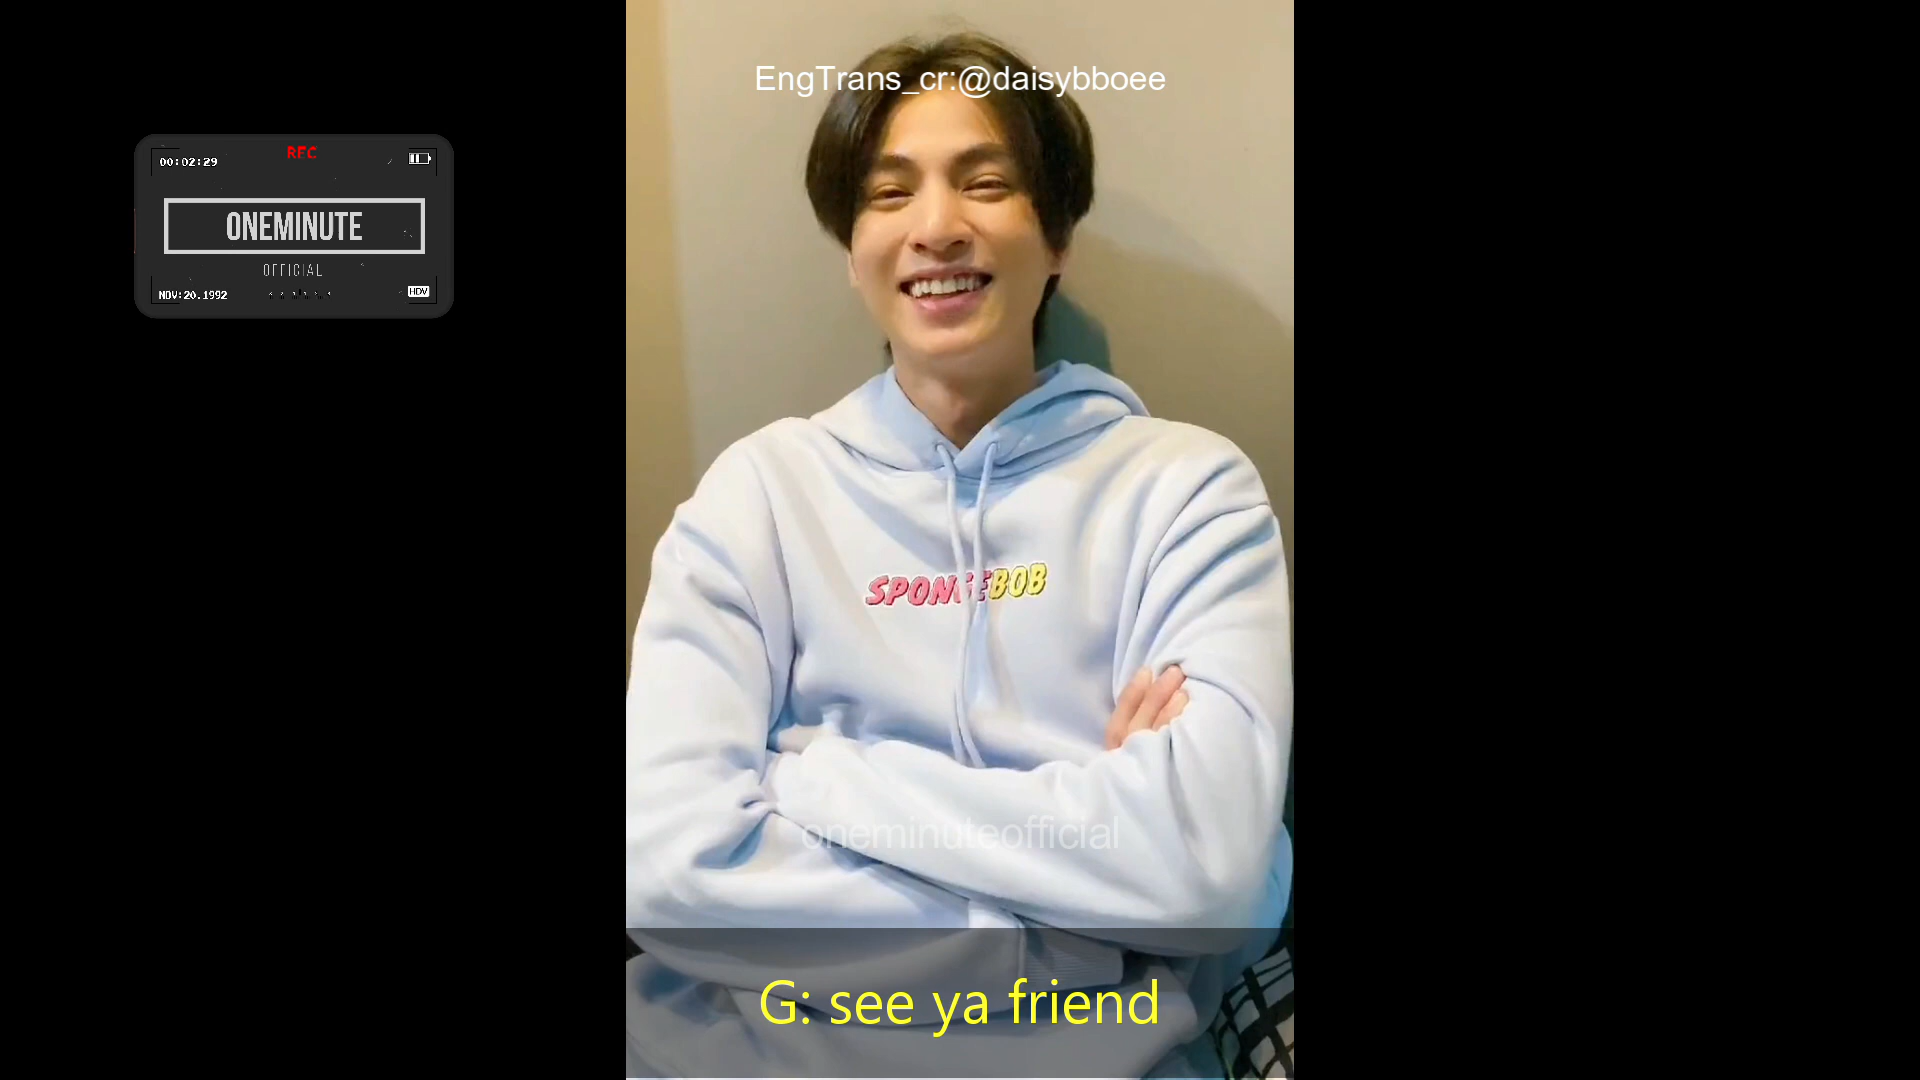 EngTrans_cr:@daisybboee
00:02:29
REC
ONEMINUTE
OFFICIAL
NOV:20.1992
HDV
SPONGEBOB
oneminuteofficial
G: see ya friend